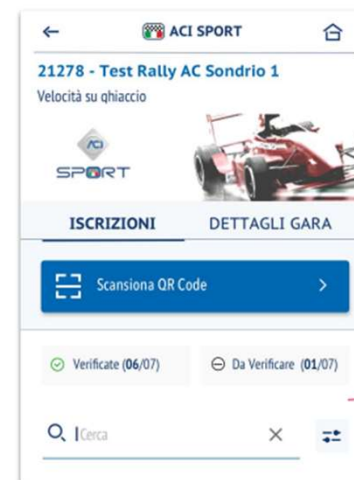 ACI SPORT
21278 - Test Rally AC Sondrio 1
Velocità su ghiaccio
ACI
SPORT
ISCRIZIONI DETTAGLI GARA
Scansiona QR Code
Verificate (06/07) Da Verificare (01/07)
Cerca